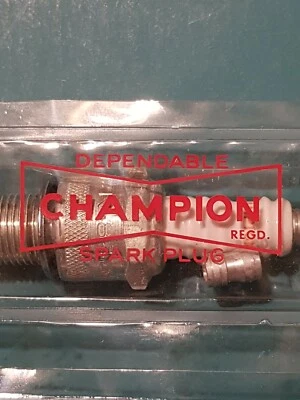 DEPENDABLE
CHAMPION
REGD.
SPARK PLUG